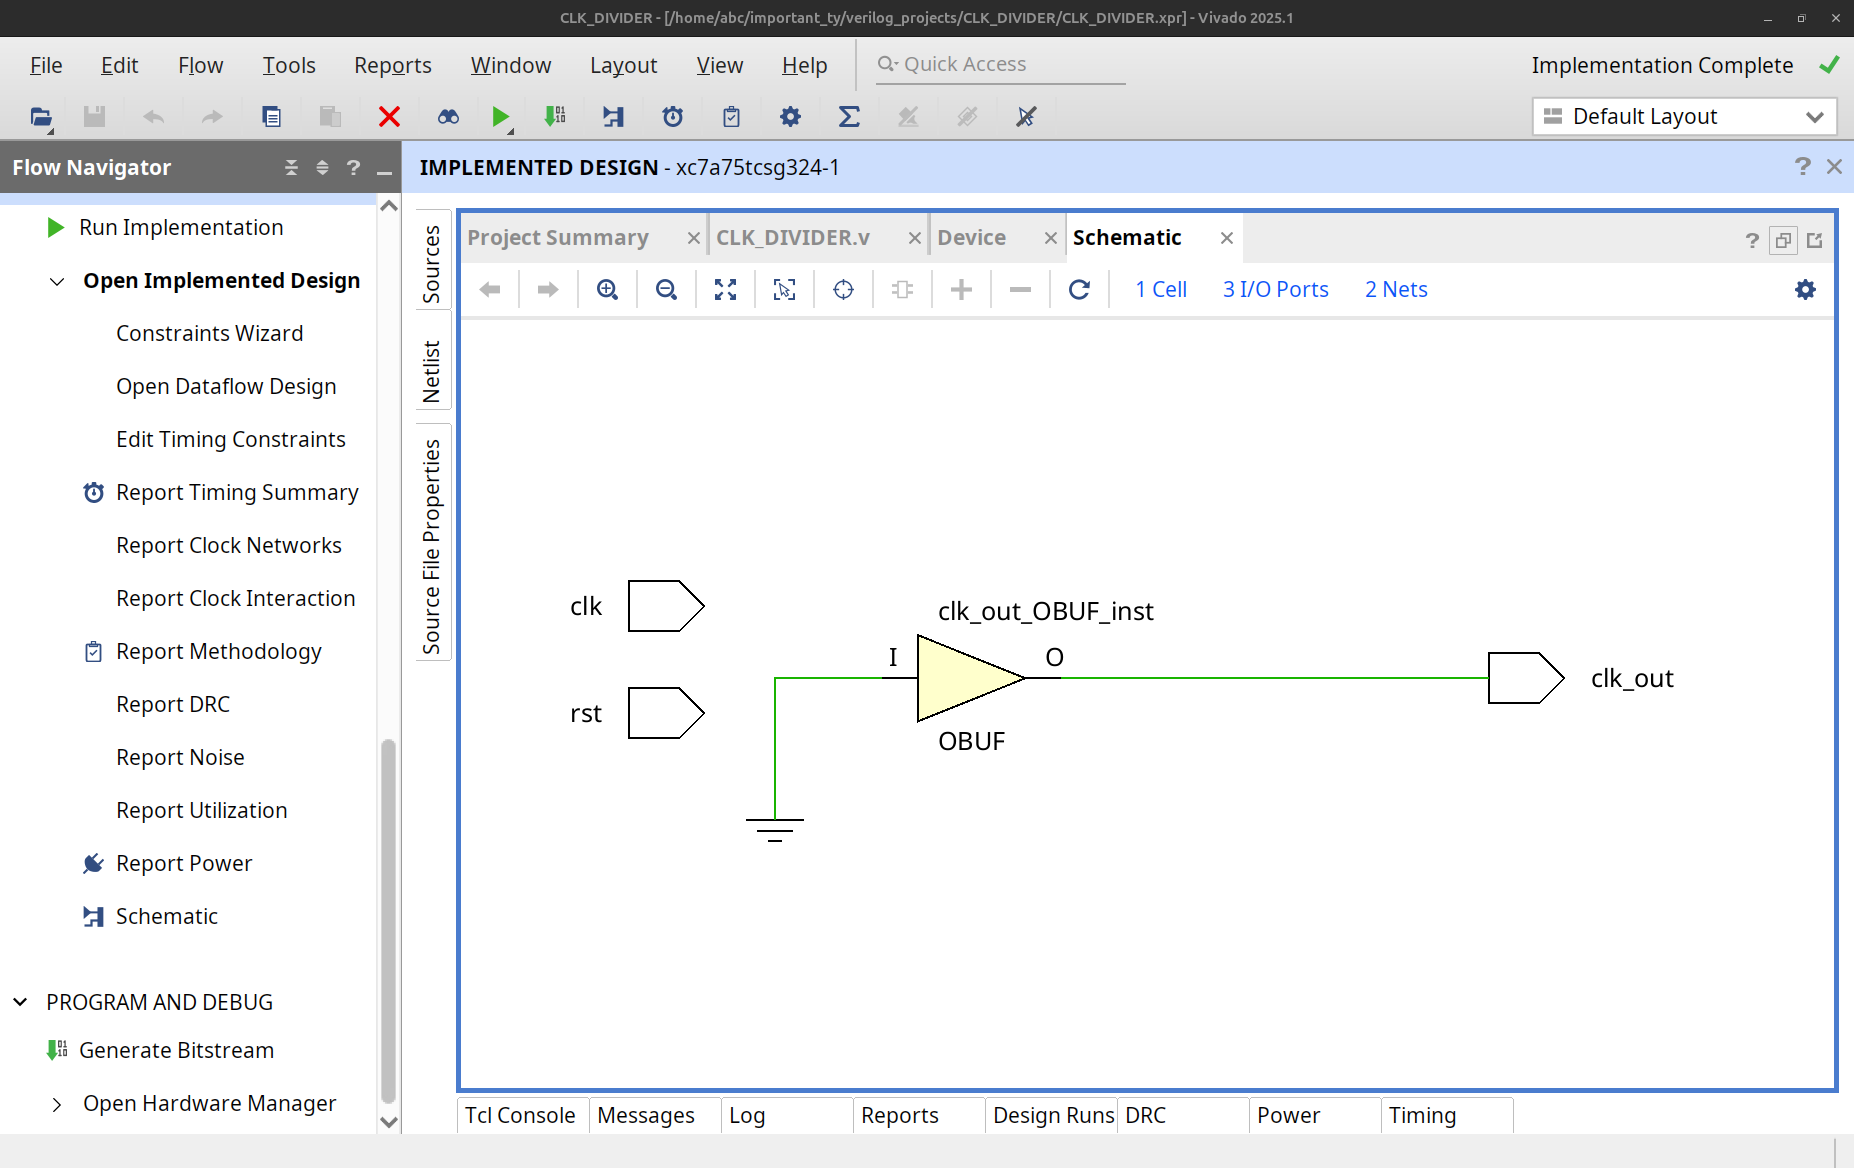 CLK_DIVIDER - [/home/abc/important_ty/verilog_projects/CLK_DIVIDER/CLK_DIVIDER.xpr] - Vivado 2025.1
File Edit Flow Tools Reports Window Layout View Help Quick Access Implementation Complete
Default Layout
Flow Navigator
Run Implementation
Open Implemented Design
Constraints Wizard
Open Dataflow Design
Edit Timing Constraints
Report Timing Summary
Report Clock Networks
Report Clock Interaction
Report Methodology
Report DRC
Report Noise
Report Utilization
Report Power
Schematic
PROGRAM AND DEBUG
Generate Bitstream
Open Hardware Manager
IMPLEMENTED DESIGN - xc7a75tcsg324-1
Sources
Netlist
Source File Properties
Project Summary CLK_DIVIDER.v Device Schematic
1 Cell 3 I/O Ports 2 Nets
clk
rst
clk_out_OBUF_inst
I O
OBUF
clk_out
Tcl Console Messages Log Reports Design Runs DRC Power Timing